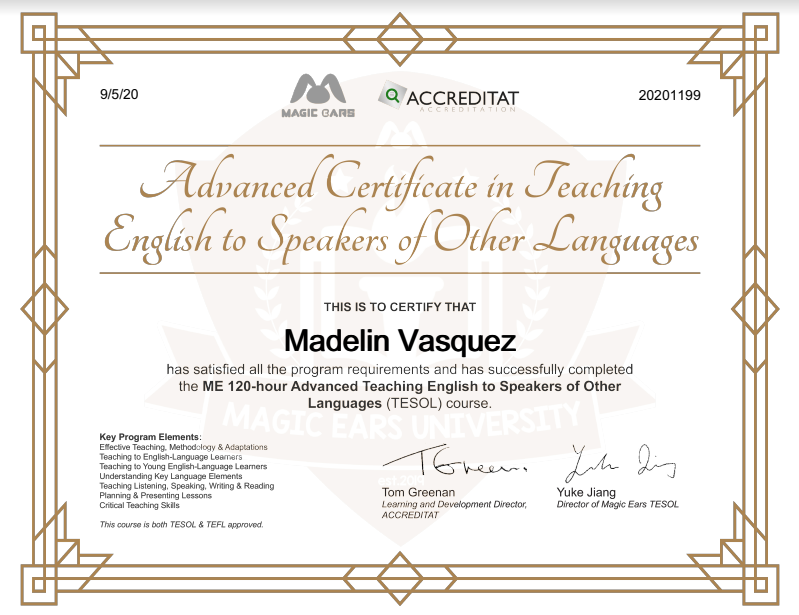 9/5/20
MAGIC EARS
ACCREDITAT
ACCREDITATION
20201199
Advanced Certificate in Teaching
English to Speakers of Other Languages
THIS IS TO CERTIFY THAT
Madelin Vasquez
has satisfied all the program requirements and has successfully completed
the ME 120-hour Advanced Teaching English to Speakers of Other
Languages (TESOL) course.
MAGIC EARS UNIVERSITY
Key Program Elements:
Effective Teaching, Methodology & Adaptations
Teaching to English-Language Learners
Teaching to Young English-Language Learners
Understanding Key Language Elements
Teaching Listening, Speaking, Writing & Reading
Planning & Presenting Lessons
Critical Teaching Skills
This course is both TESOL & TEFL approved.
T Greenan
Tom Greenan
Learning and Development Director,
ACCREDITAT
Yuke Jiang
Director of Magic Ears TESOL